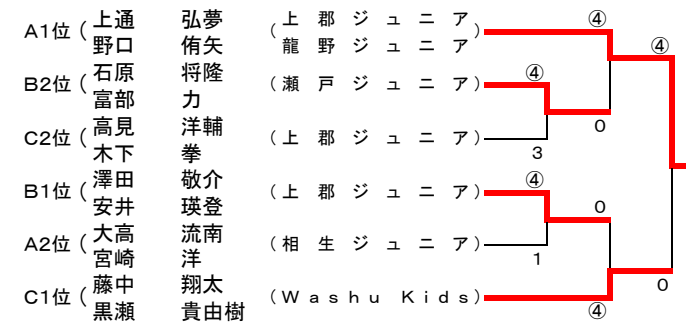 A1位 ( 上通 弘夢 ( 上 郡 ジ ュ ニ ア ④
野口 侑矢 龍 野 ジ ュ ニ ア ) ④
B2位 ( 石原 将隆 ( 瀬 戸 ジ ュ ニ ア ) ④
富部 力 0
C2位 ( 高見 洋輔 ( 上 郡 ジ ュ ニ ア )
木下 拳 3
B1位 ( 澤田 敬介 ( 上 郡 ジ ュ ニ ア ) ④
安井 瑛登 0
A2位 ( 大高 流南 ( 相 生 ジ ュ ニ ア )
宮崎 洋 1
C1位 ( 藤中 翔太 ( W a s h u K i d s ) 0
黒瀬 貴由樹 ④